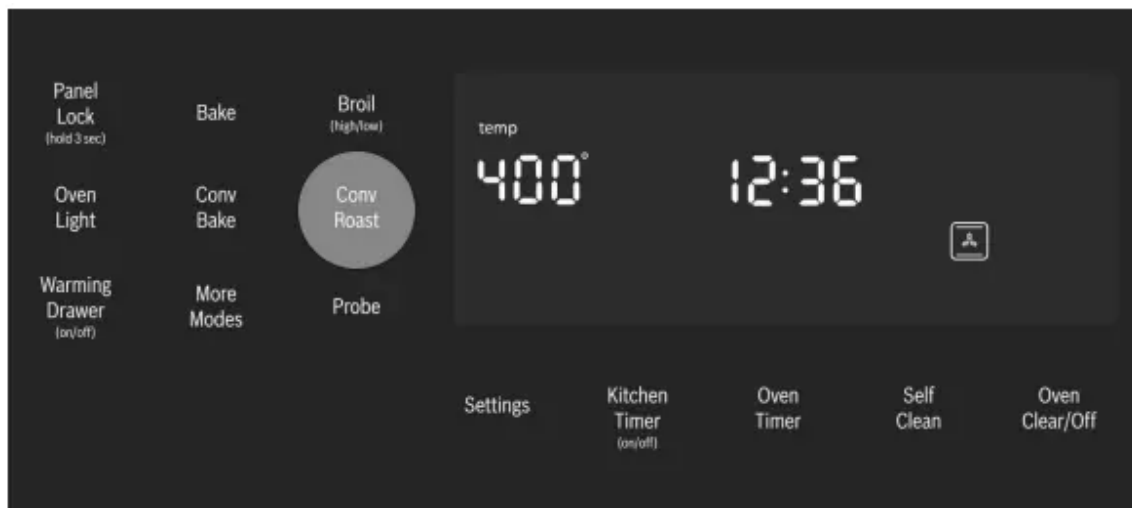 Panel
Lock
(hold 3 sec)
Bake
Broil
(high/low)
Oven
Light
Conv
Bake
Conv
Roast
Warming
Drawer
(on/off)
More
Modes
Probe
temp
400°
12:36
Settings
Kitchen
Timer
(on/off)
Oven
Timer
Self
Clean
Oven
Clear/Off